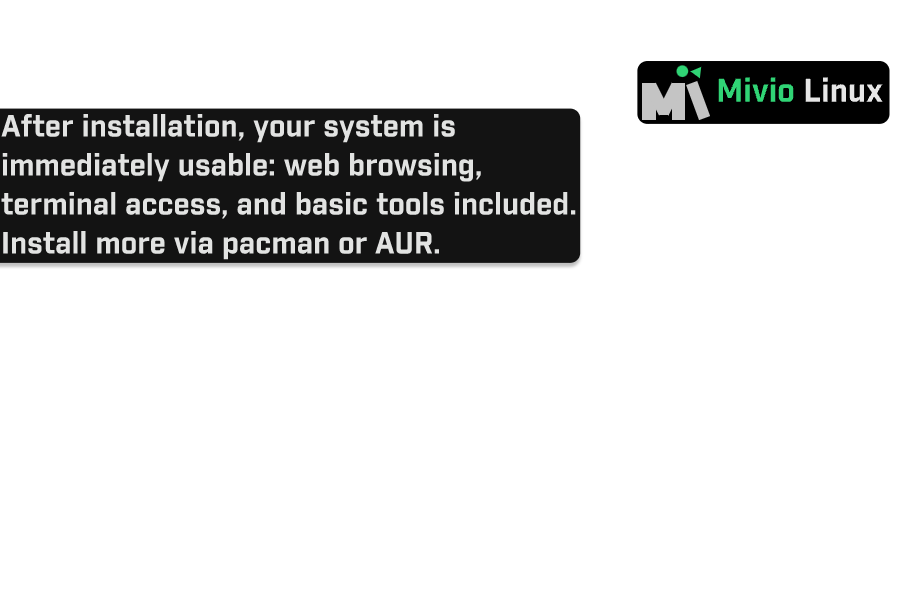 Mivio Linux
After installation, your system is
immediately usable: web browsing,
terminal access, and basic tools included.
Install more via pacman or AUR.